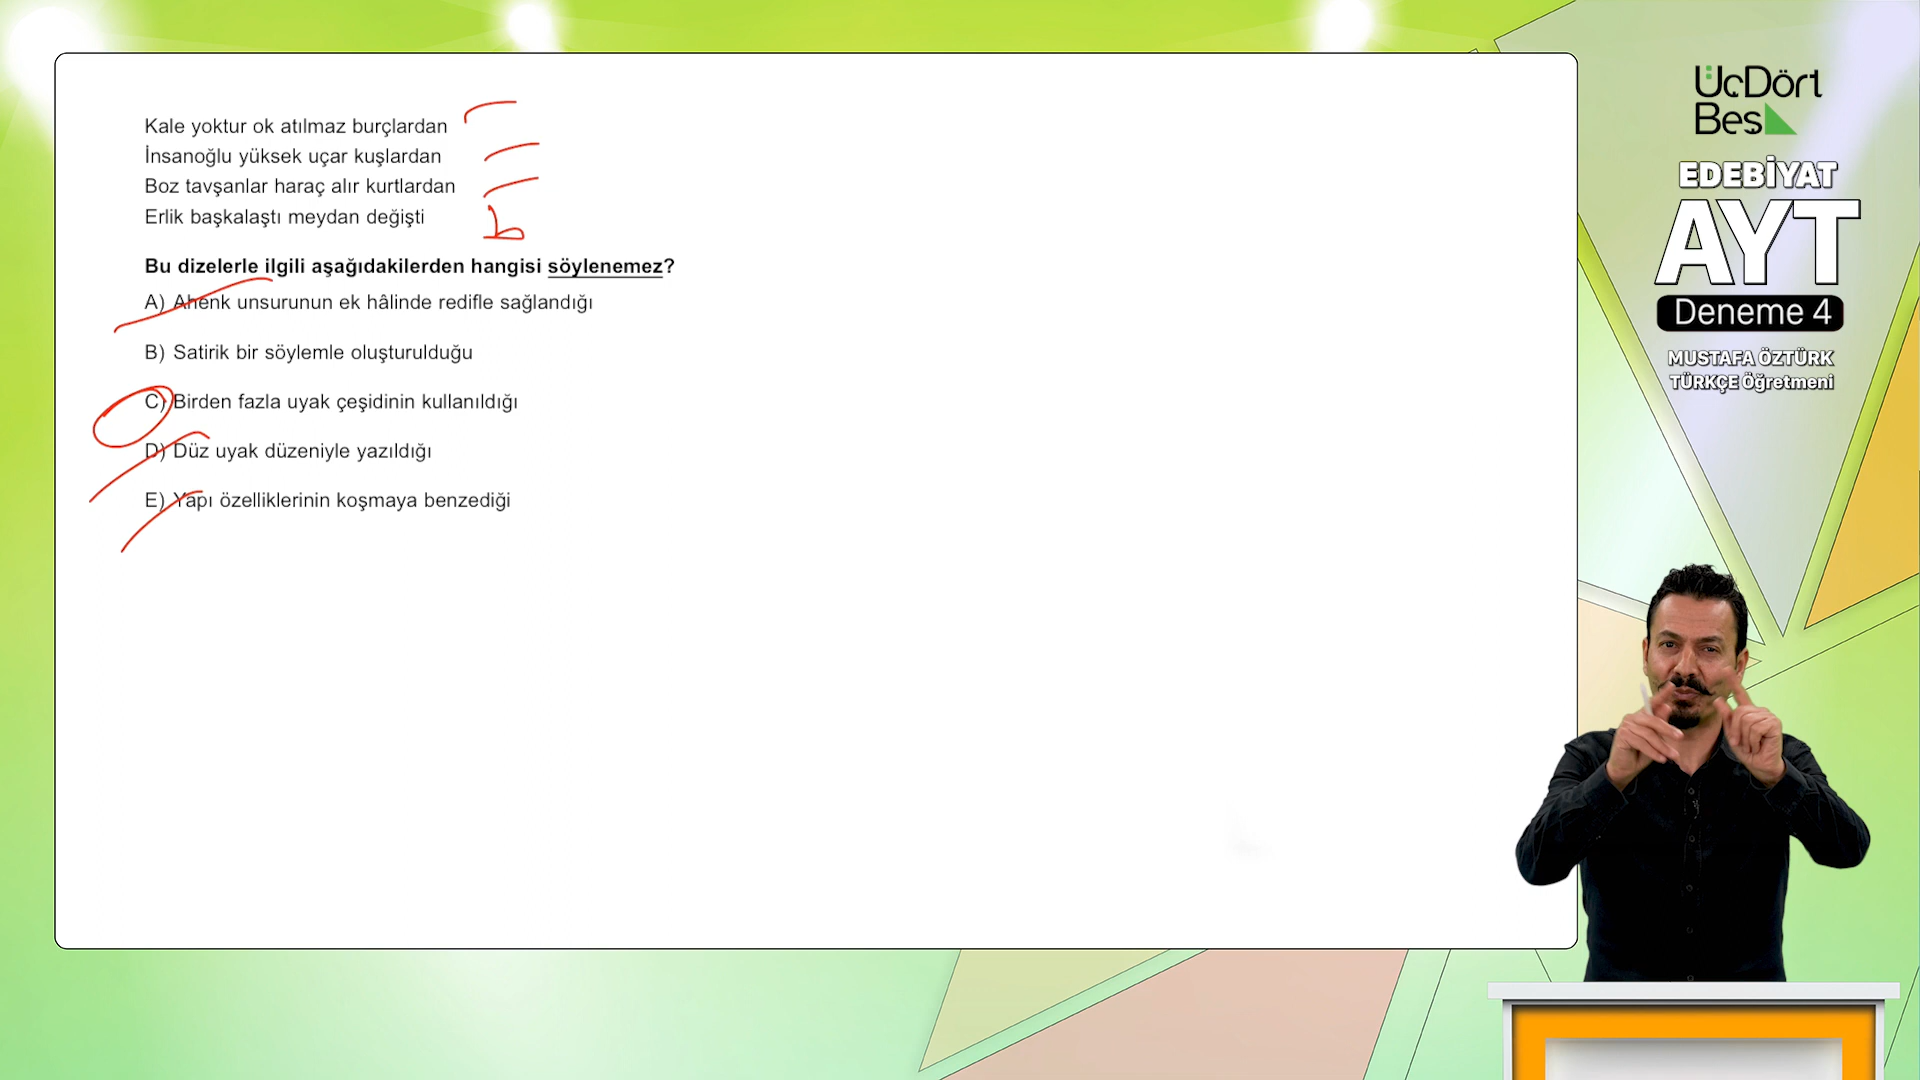 Kale yoktur ok atılmaz burçlardan
İnsanoğlu yüksek uçar kuşlardan
Boz tavşanlar haraç alır kurtlardan
Erlik başkalaştı meydan değişti
b
Bu dizelerle ilgili aşağıdakilerden hangisi söylenemez?
A) Ahenk unsurunun ek hâlinde redifle sağlandığı
B) Satirik bir söylemle oluşturulduğu
C) Birden fazla uyak çeşidinin kullanıldığı
D) Düz uyak düzeniyle yazıldığı
E) Yapı özelliklerinin koşmaya benzediği
ÜçDört
Beş
EDEBİYAT
AYT
Deneme 4
MUSTAFA ÖZTÜRK
TÜRKÇE Öğretmeni